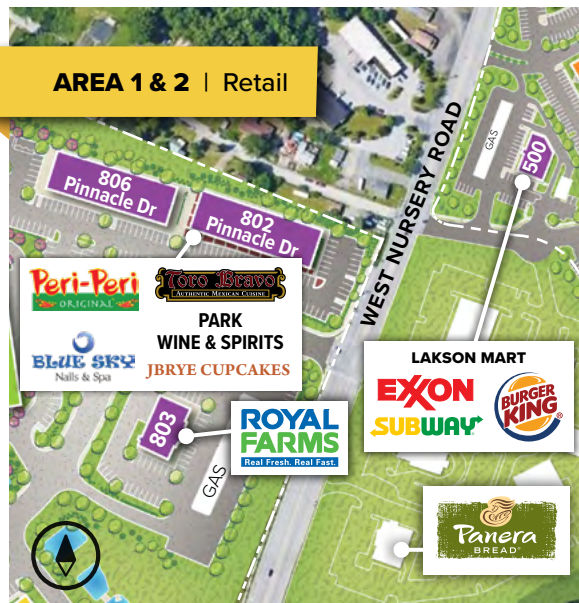 AREA 1 & 2 | Retail
806
Pinnacle Dr
802
Pinnacle Dr
WEST NURSERY ROAD
GAS
500
Peri-Peri
ORIGINAL
Toro Bravo
AUTHENTIC MEXICAN CUISINE
PARK
WINE & SPIRITS
BLUE SKY
Nails & Spa
JBRYE CUPCAKES
LAKSON MART
EXXON
SUBWAY
BURGER
KING®
803
ROYAL
FARMS
Real Fresh. Real Fast.
GAS
Panera
BREAD®